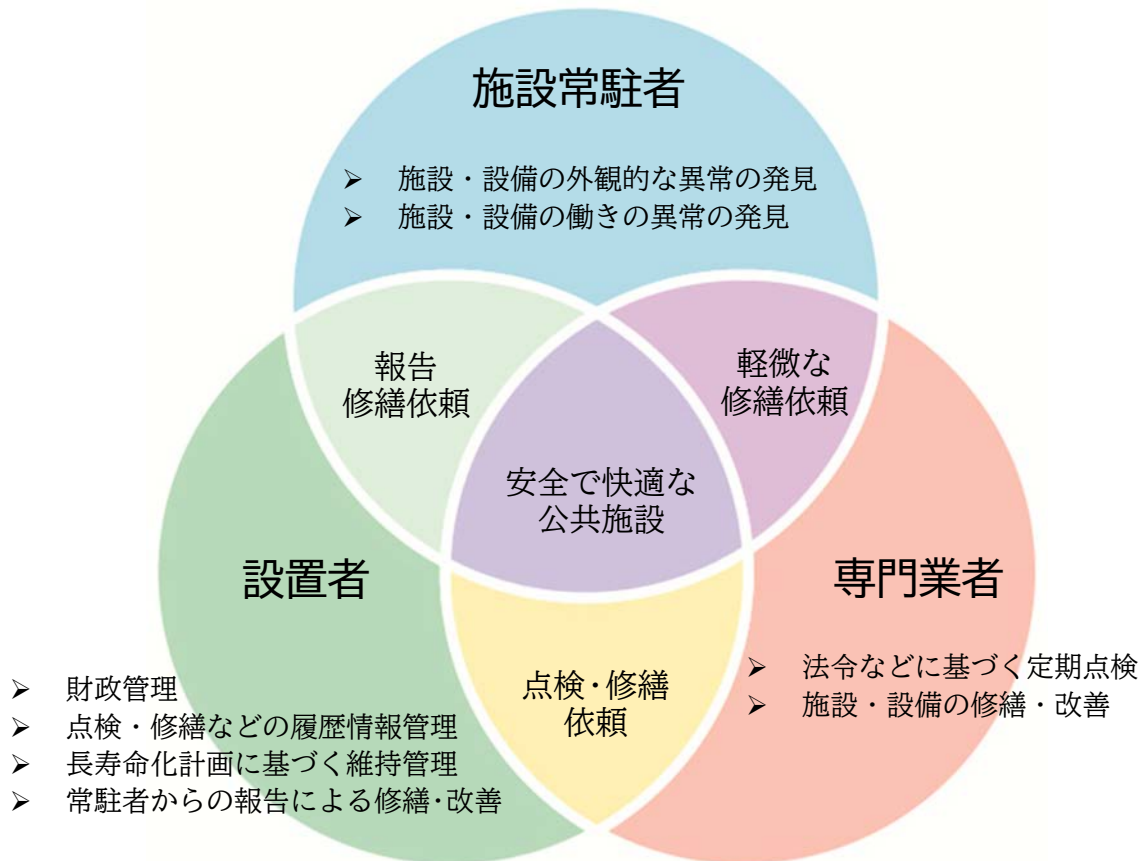 施設常駐者
➢ 施設・設備の外観的な異常の発見
➢ 施設・設備の働きの異常の発見
報告
修繕依頼
軽微な
修繕依頼
安全で快適な
公共施設
設置者
➢ 財政管理
➢ 点検・修繕などの履歴情報管理
➢ 長寿命化計画に基づく維持管理
➢ 常駐者からの報告による修繕・改善
点検・修繕
依頼
専門業者
➢ 法令などに基づく定期点検
➢ 施設・設備の修繕・改善